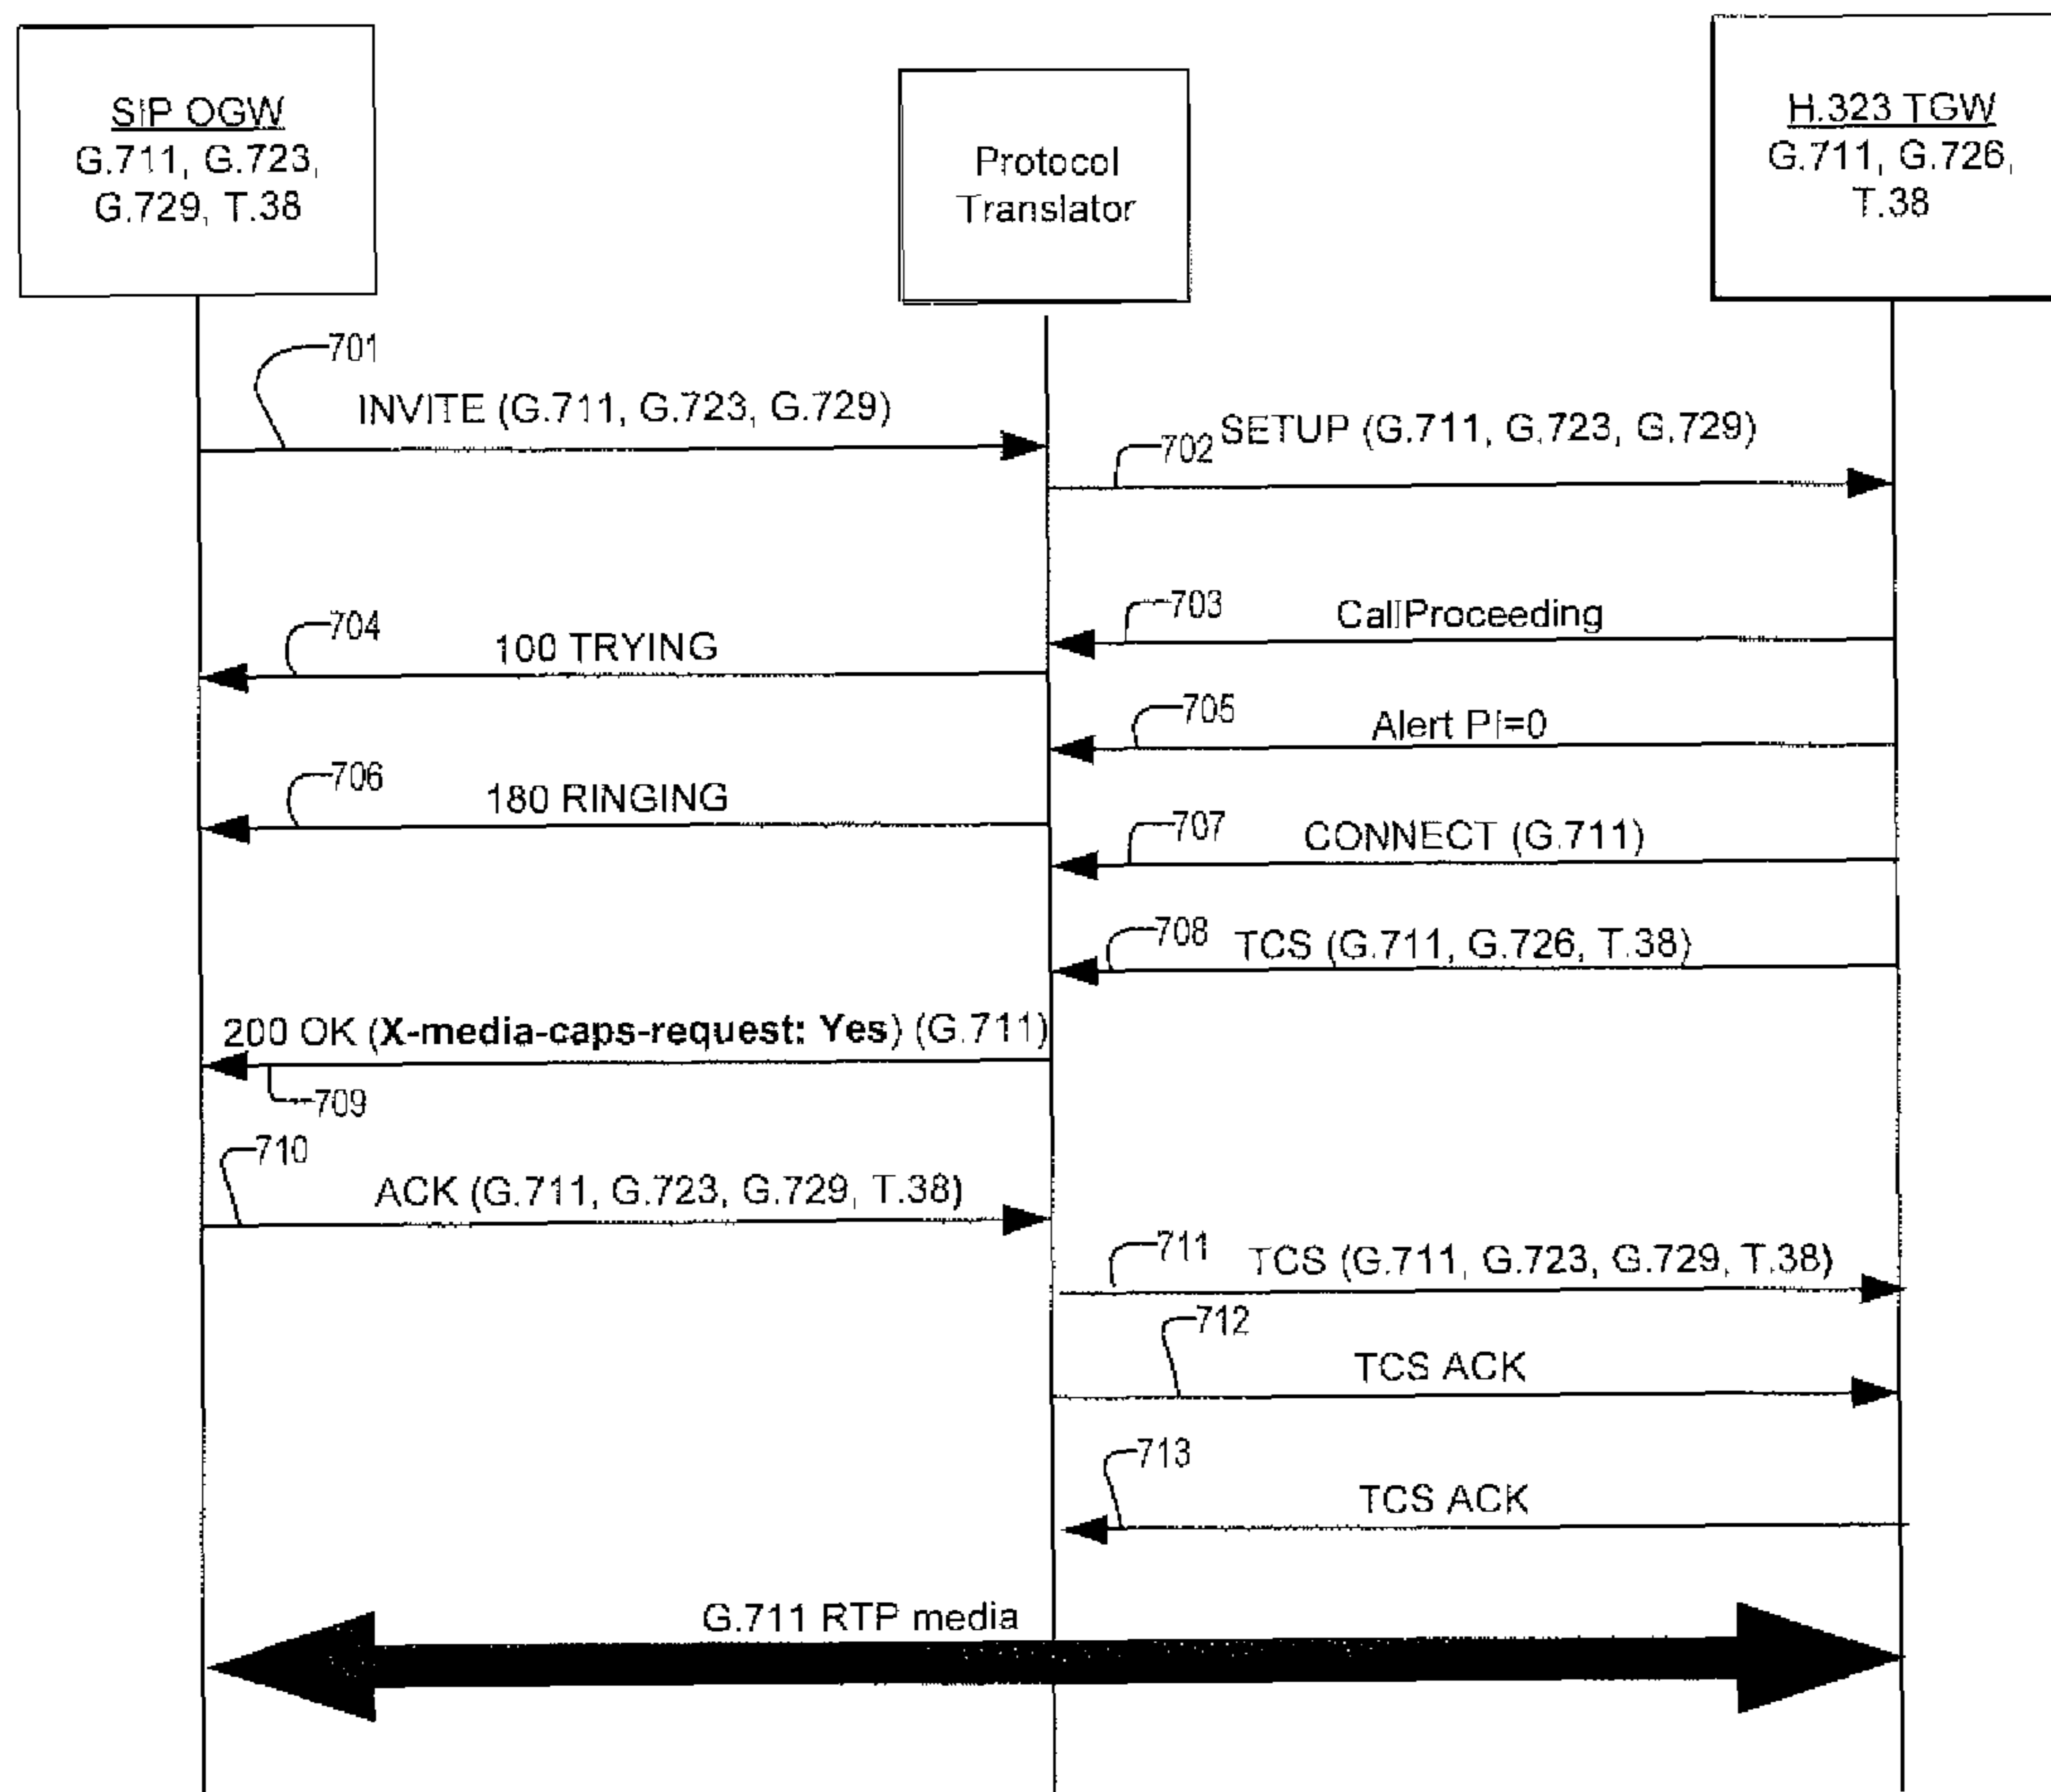 SIP OGW
G.711, G.723,
G.729, T.38
Protocol
Translator
H.323 TGW
G.711, G.726,
T.38
701
INVITE (G.711, G.723, G.729)
702
SETUP (G.711, G.723, G.729)
703
CallProceeding
704
100 TRYING
705
Alert PI=0
706
180 RINGING
707
CONNECT (G.711)
708
TCS (G.711, G.726, T.38)
200 OK (X-media-caps-request: Yes) (G.711)
709
710
ACK (G.711, G.723, G.729, T.38)
711
TCS (G.711, G.723, G.729, T.38)
712
TCS ACK
713
TCS ACK
G.711 RTP media